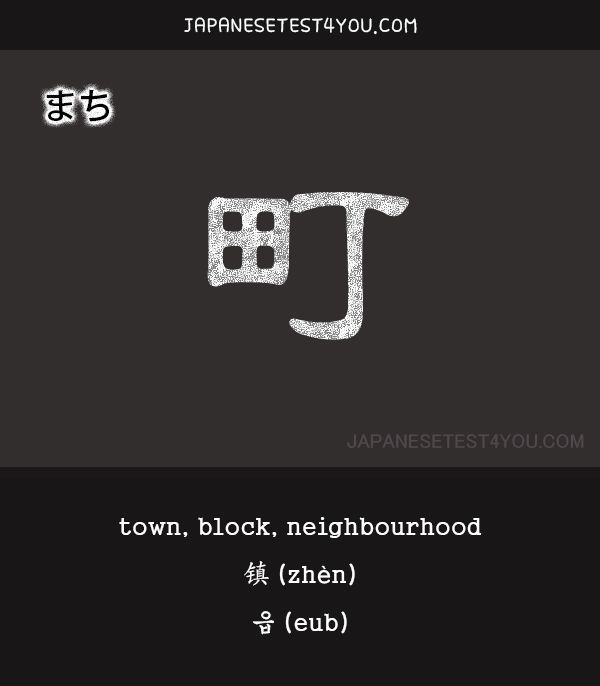 JAPANESETEST4YOU.COM
まち
町
JAPANESETEST4YOU.COM
town, block, neighbourhood
镇 (zhèn)
읍 (eub)